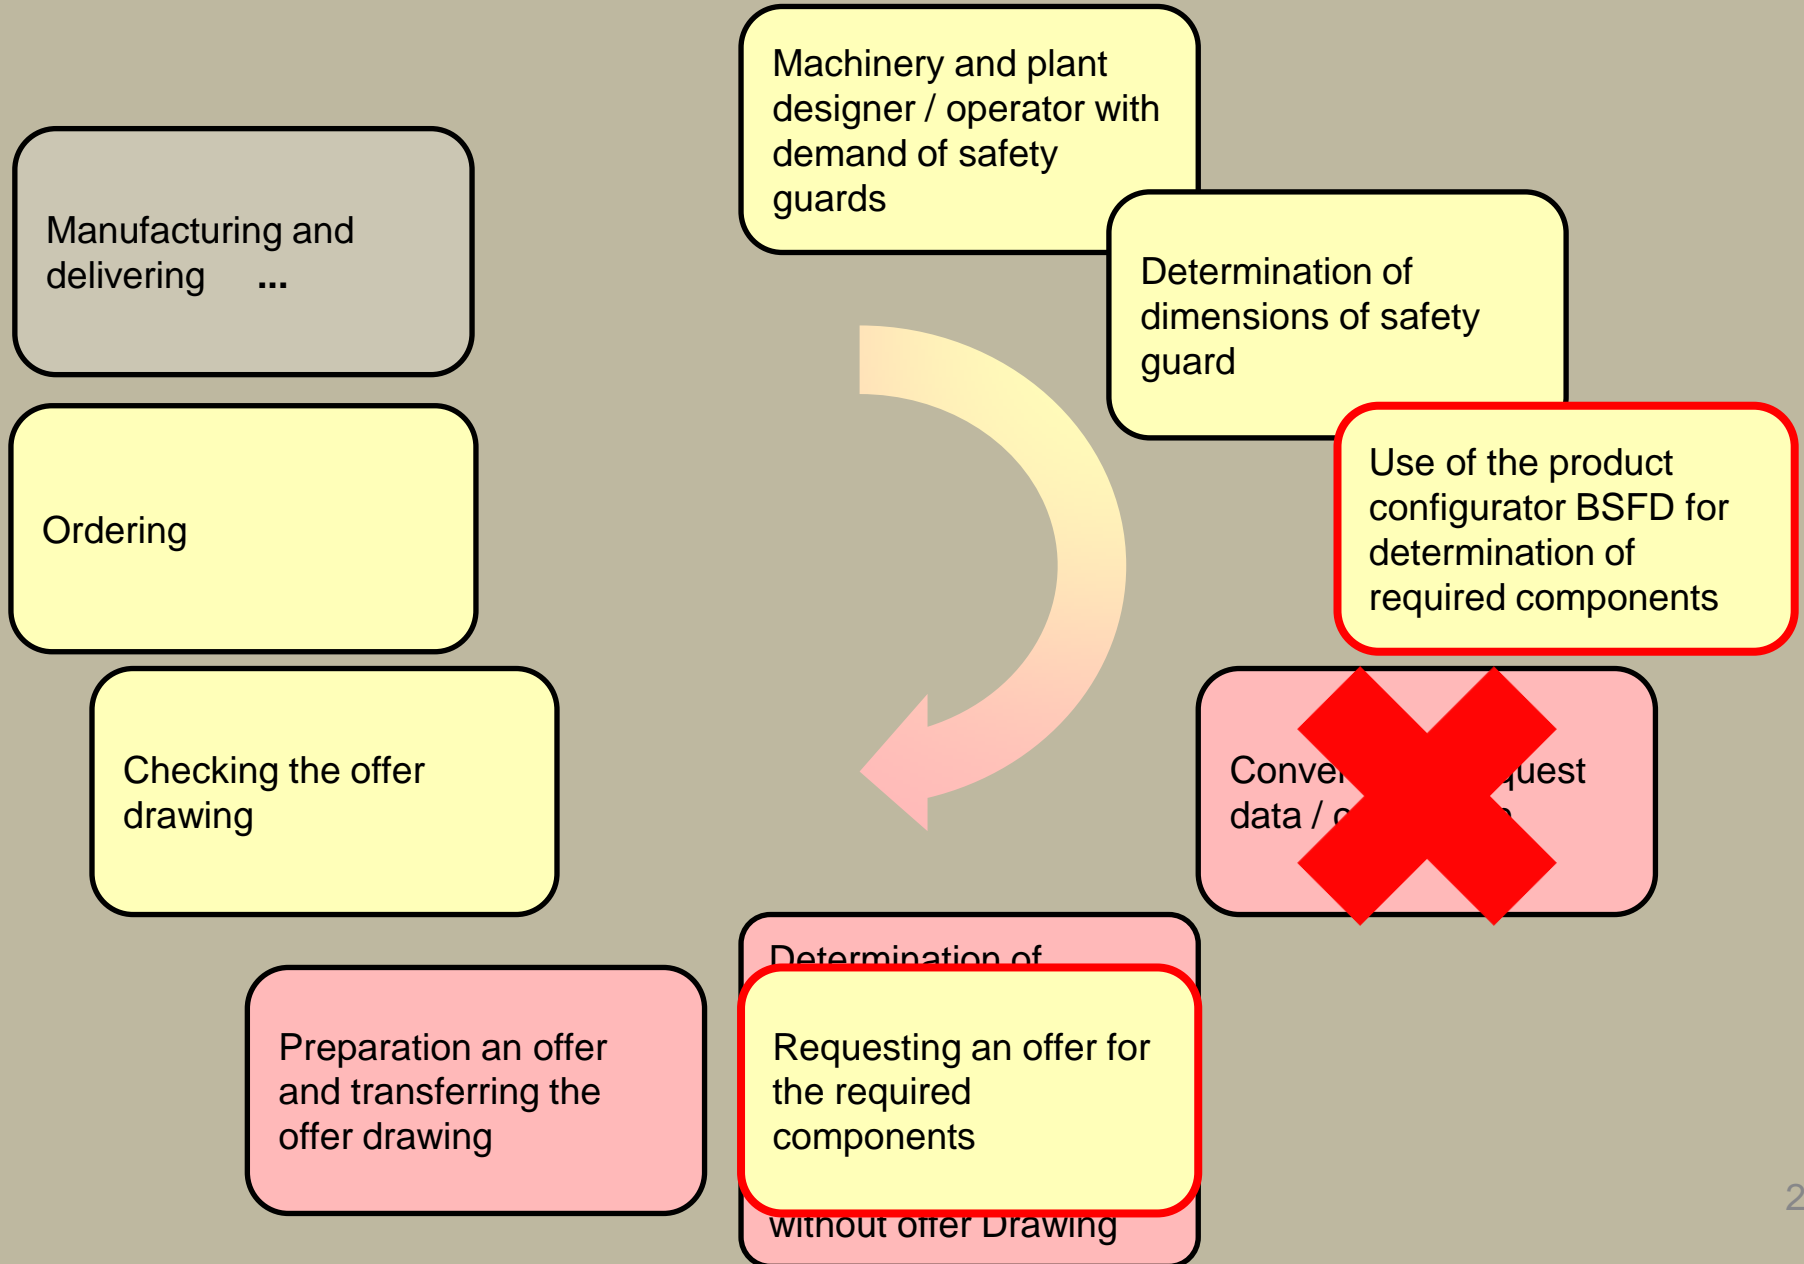 Machinery and plant
designer / operator with
demand of safety
guards
Determination of
dimensions of safety
guard
Use of the product
configurator BSFD for
determination of
required components
data /
Determination of
Requesting an offer for
the required
components
without offer Drawing
Preparation an offer
and transferring the
offer drawing
Checking the offer
drawing
Ordering
Manufacturing and
delivering ...
2